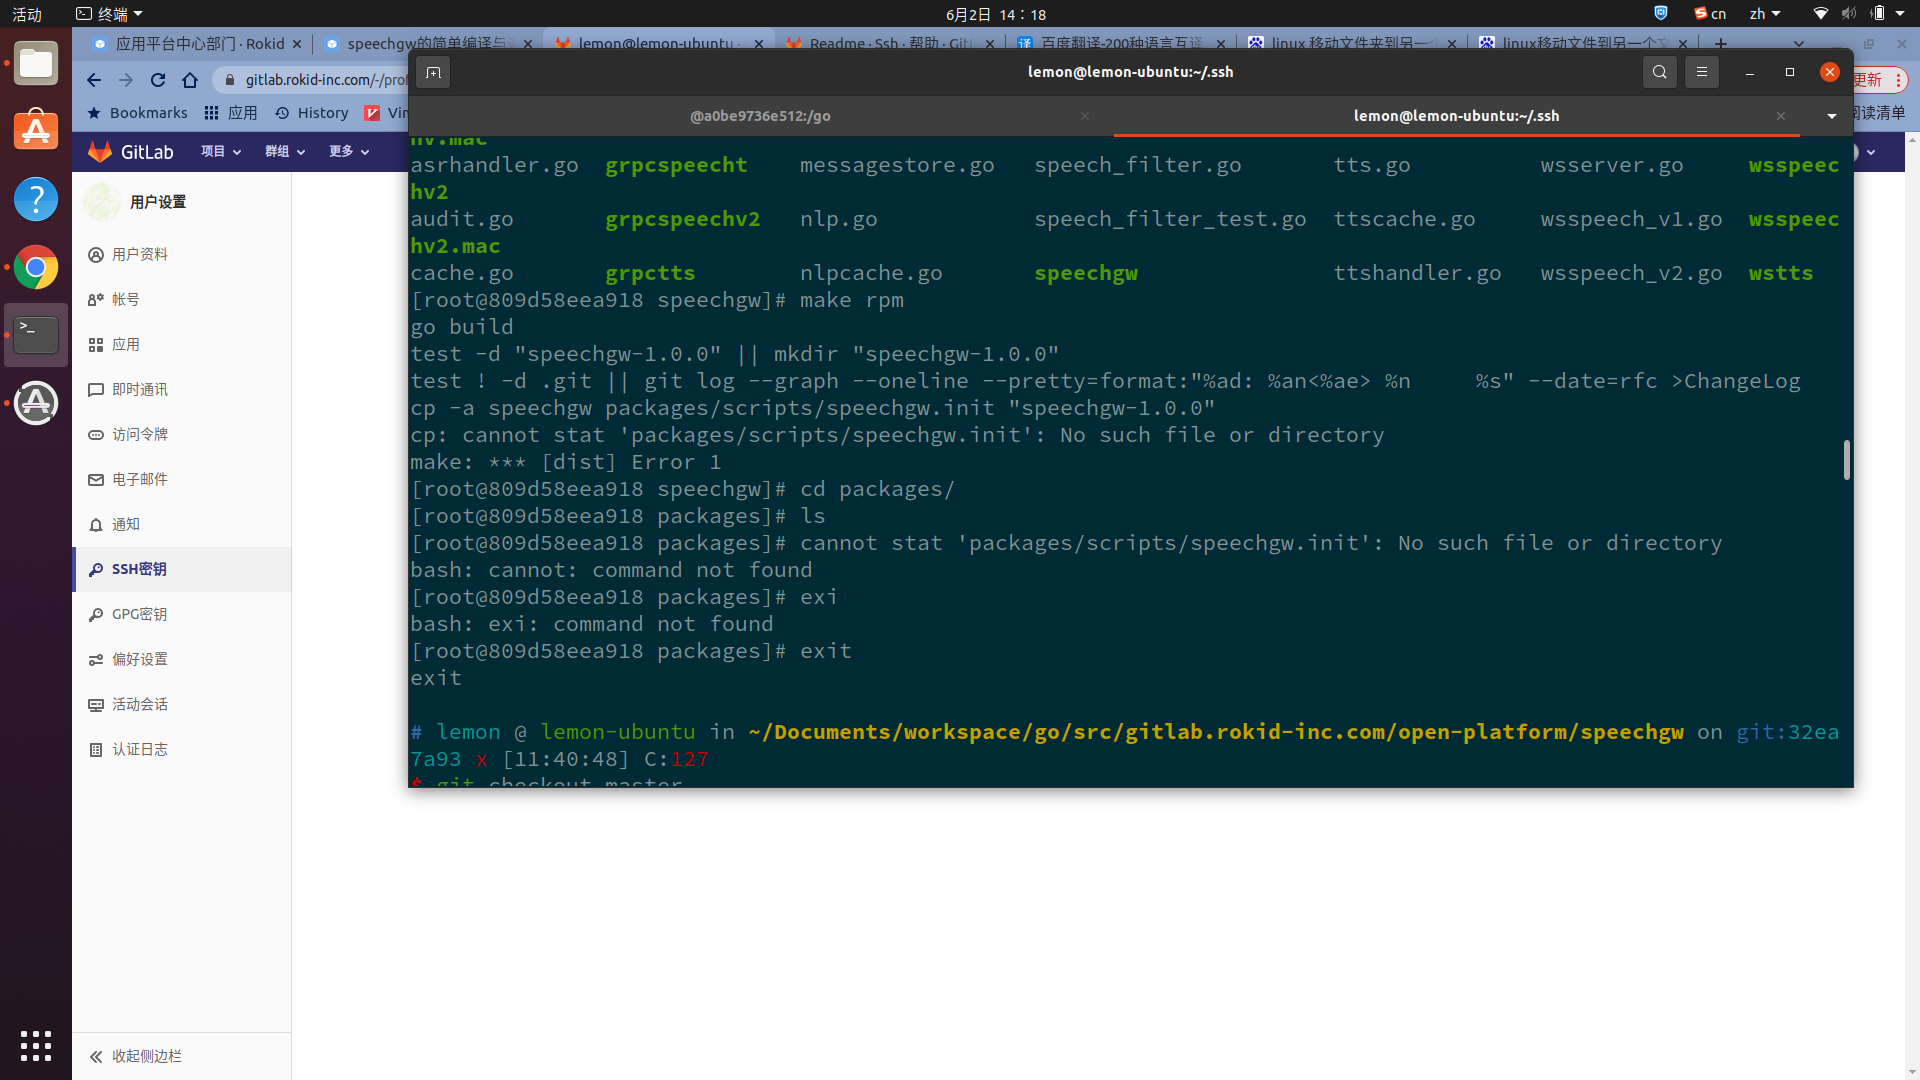 活动
终端
6月2日 14：18
cn
zh
应用平台中心部门 · Rokid
speechgw的简单编译与
lemon@lemon-ubuntu
Readme · Ssh · 帮助 · Git
百度翻译-200种语言互译
linux 移动文件夹到另一个
linux移动文件到另一个文
gitlab.rokid-inc.com/-/prof
更新
Bookmarks
应用
History
Vim
阅读清单
GitLab
项目
群组
更多
用户设置
用户资料
帐号
应用
即时通讯
访问令牌
电子邮件
通知
SSH密钥
GPG密钥
偏好设置
活动会话
认证日志
收起侧边栏
lemon@lemon-ubuntu:~/.ssh
@a0be9736e512:/go
lemon@lemon-ubuntu:~/.ssh
hv.mac
asrhandler.go grpcspeecht messagestore.go speech_filter.go tts.go wsserver.go wsspeec
hv2
audit.go grpcspeechv2 nlp.go speech_filter_test.go ttscache.go wsspeech_v1.go wsspeec
hv2.mac
cache.go grpctts nlpcache.go speechgw ttshandler.go wsspeech_v2.go wstts
[root@809d58eea918 speechgw]# make rpm
go build
test -d "speechgw-1.0.0" || mkdir "speechgw-1.0.0"
test ! -d .git || git log --graph --oneline --pretty=format:"%ad: %an<%ae> %n     %s" --date=rfc >ChangeLog
cp -a speechgw packages/scripts/speechgw.init "speechgw-1.0.0"
cp: cannot stat 'packages/scripts/speechgw.init': No such file or directory
make: *** [dist] Error 1
[root@809d58eea918 speechgw]# cd packages/
[root@809d58eea918 packages]# ls
[root@809d58eea918 packages]# cannot stat 'packages/scripts/speechgw.init': No such file or directory
bash: cannot: command not found
[root@809d58eea918 packages]# exi
bash: exi: command not found
[root@809d58eea918 packages]# exit
exit
# lemon @ lemon-ubuntu in ~/Documents/workspace/go/src/gitlab.rokid-inc.com/open-platform/speechgw on git:32ea
7a93 x [11:40:48] C:127
$ git checkout master